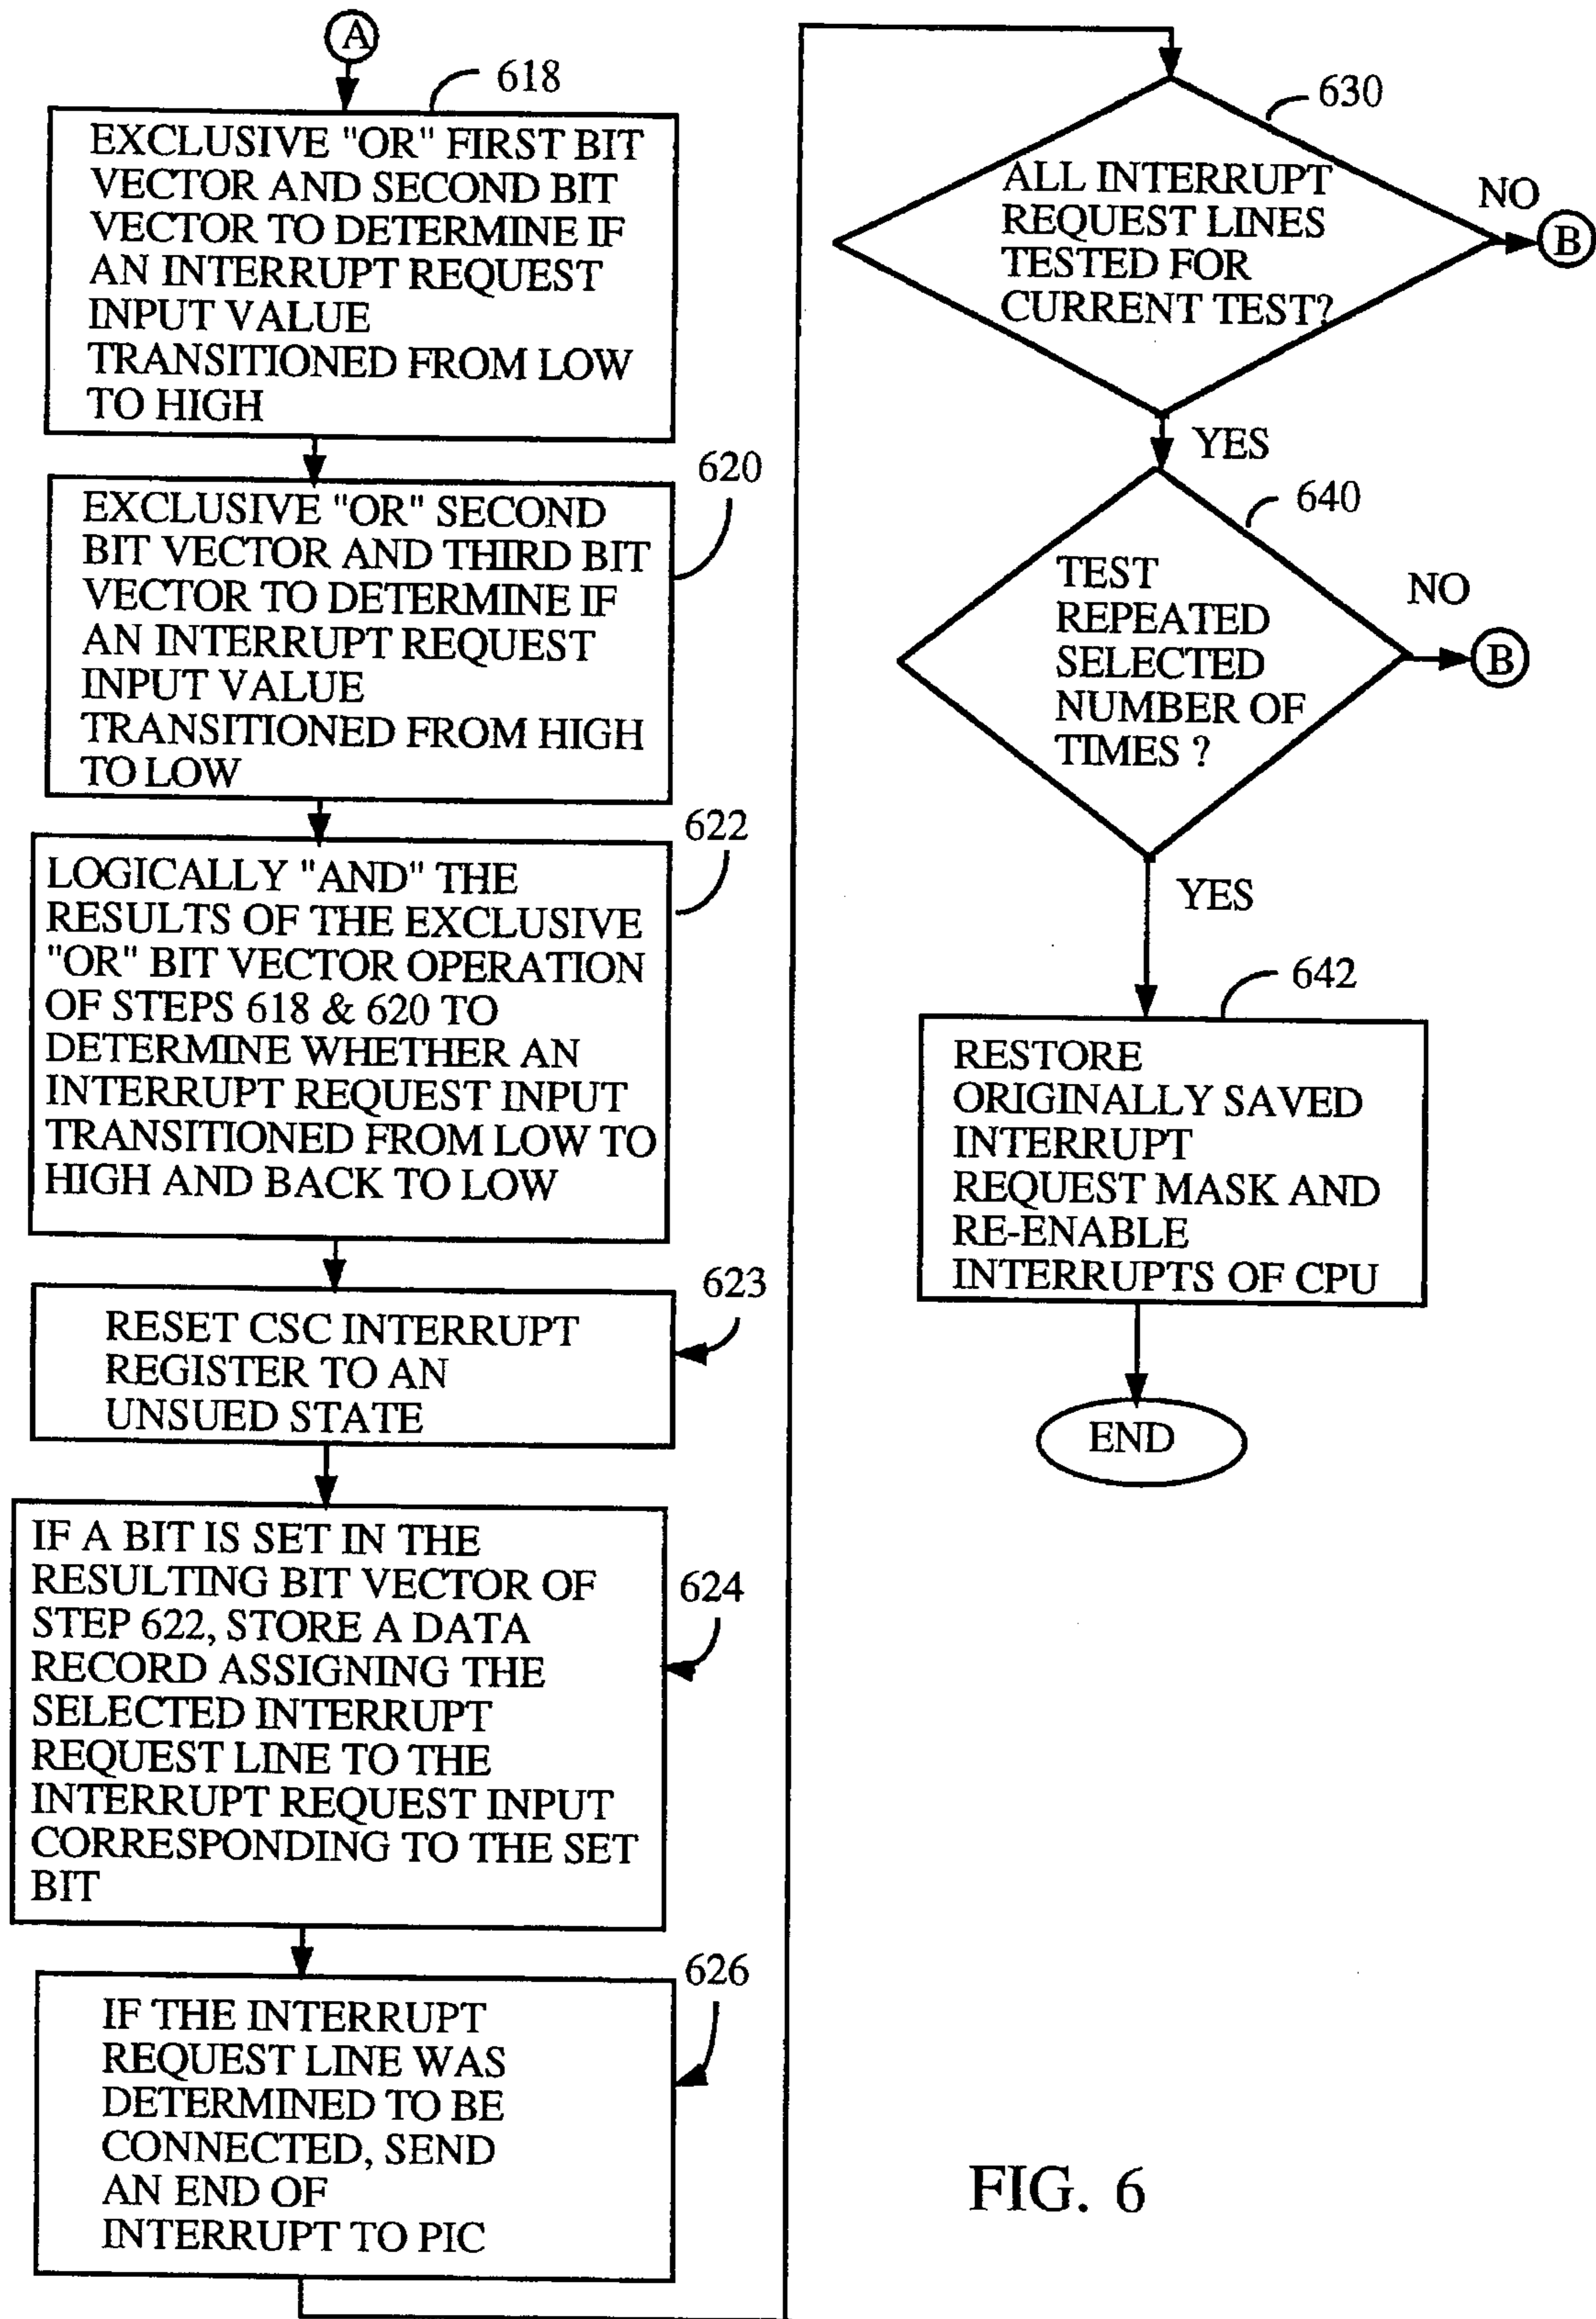 A
618
EXCLUSIVE "OR" FIRST BIT
VECTOR AND SECOND BIT
VECTOR TO DETERMINE IF
AN INTERRUPT REQUEST
INPUT VALUE
TRANSITIONED FROM LOW
TO HIGH
620
EXCLUSIVE "OR" SECOND
BIT VECTOR AND THIRD BIT
VECTOR TO DETERMINE IF
AN INTERRUPT REQUEST
INPUT VALUE
TRANSITIONED FROM HIGH
TO LOW
622
LOGICALLY "AND" THE
RESULTS OF THE EXCLUSIVE
"OR" BIT VECTOR OPERATION
OF STEPS 618 & 620 TO
DETERMINE WHETHER AN
INTERRUPT REQUEST INPUT
TRANSITIONED FROM LOW TO
HIGH AND BACK TO LOW
623
RESET CSC INTERRUPT
REGISTER TO AN
UNSUED STATE
624
IF A BIT IS SET IN THE
RESULTING BIT VECTOR OF
STEP 622, STORE A DATA
RECORD ASSIGNING THE
SELECTED INTERRUPT
REQUEST LINE TO THE
INTERRUPT REQUEST INPUT
CORRESPONDING TO THE SET
BIT
626
IF THE INTERRUPT
REQUEST LINE WAS
DETERMINED TO BE
CONNECTED, SEND
AN END OF
INTERRUPT TO PIC
630
ALL INTERRUPT
REQUEST LINES
TESTED FOR
CURRENT TEST?
NO
B
YES
640
TEST
REPEATED
SELECTED
NUMBER OF
TIMES ?
NO
B
YES
642
RESTORE
ORIGINALLY SAVED
INTERRUPT
REQUEST MASK AND
RE-ENABLE
INTERRUPTS OF CPU
END
FIG. 6